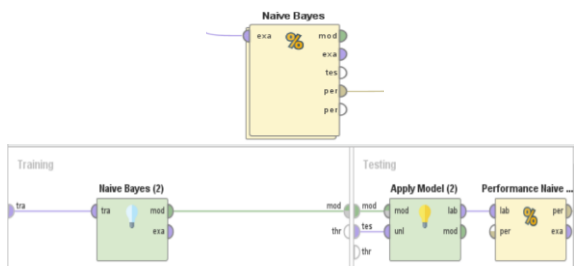 Naive Bayes
exa mod
exa
tes
per
per
Training
Testing
Naive Bayes (2)
Apply Model (2)
Performance Naive ...
tra
tra mod
exa
mod
thr
mod
tes
thr
mod lab
unl mod
lab per
per exa